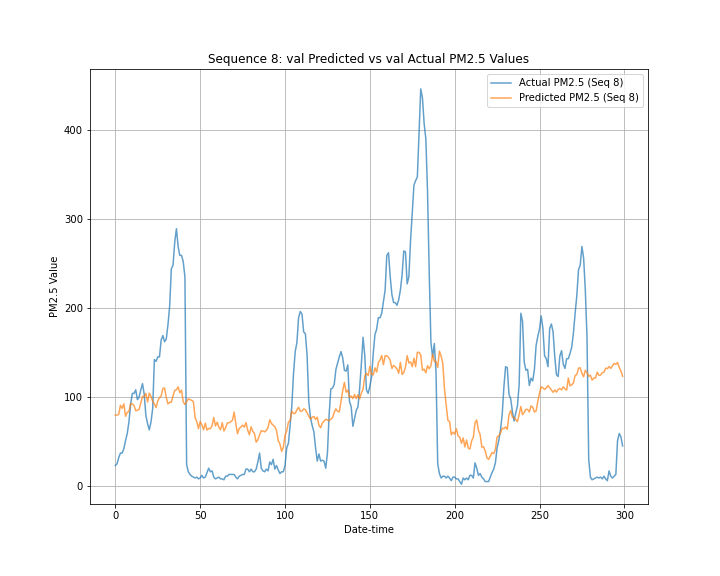 Sequence 8: val Predicted vs val Actual PM2.5 Values
Actual PM2.5 (Seq 8)
Predicted PM2.5 (Seq 8)
400
300
200
100
0
PM2.5 Value
0 50 100 150 200 250 300
Date-time